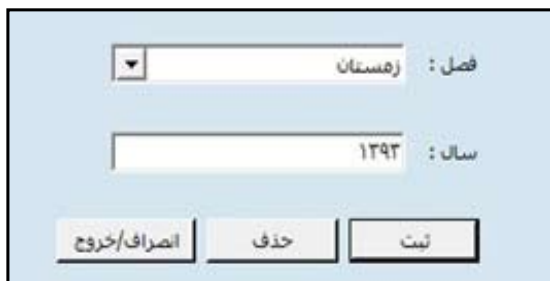 فصل : زمستان
سال : ۱۳۹۳
ثبت حذف انصراف/خروج